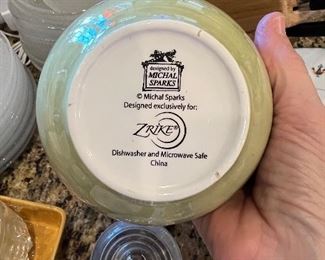 designed by
MICHAL
SPARKS
© Michal Sparks
Designed exclusively for:
ZRIKE®
Dishwasher and Microwave Safe
China